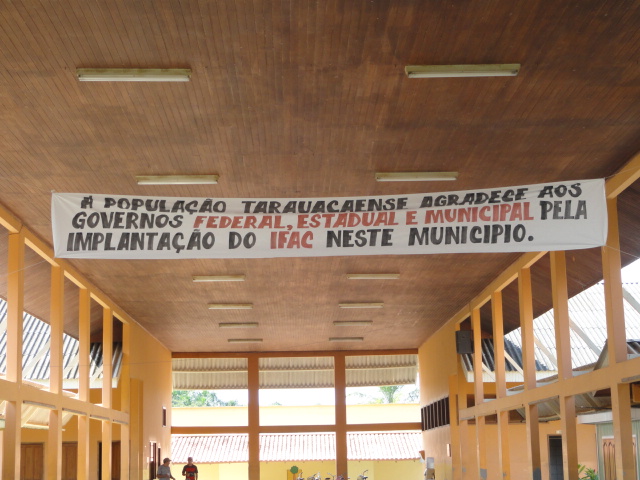 A POPULAÇÃO TARAUACAENSE AGRADECE AOS
GOVERNOS FEDERAL, ESTADUAL E MUNICIPAL PELA
IMPLANTAÇÃO DO IFAC NESTE MUNICIPIO.